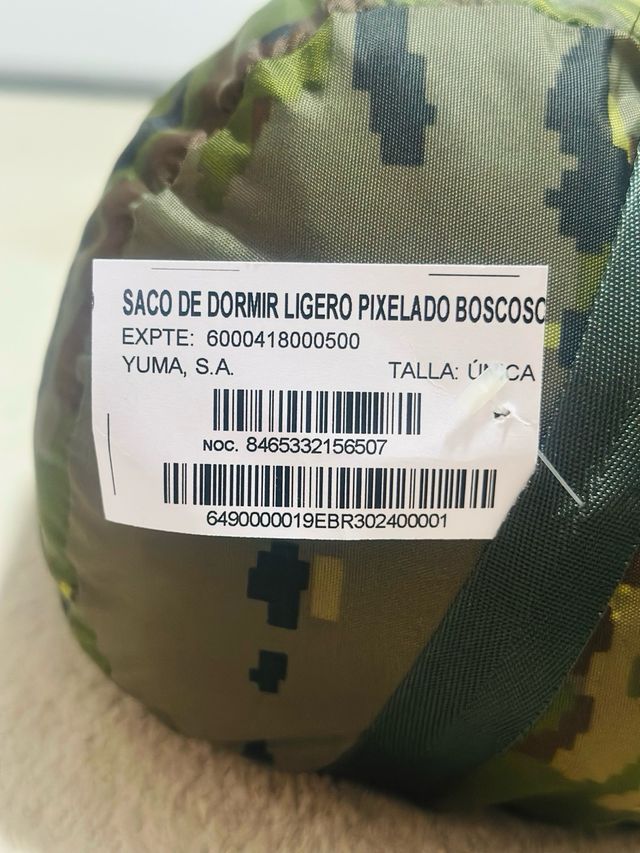 SACO DE DORMIR LIGERO PIXELADO BOSCOSO
EXPTE: 6000418000500
YUMA, S.A.
TALLA: ÚNICA
NOC. 8465332156507
6490000019EBR302400001